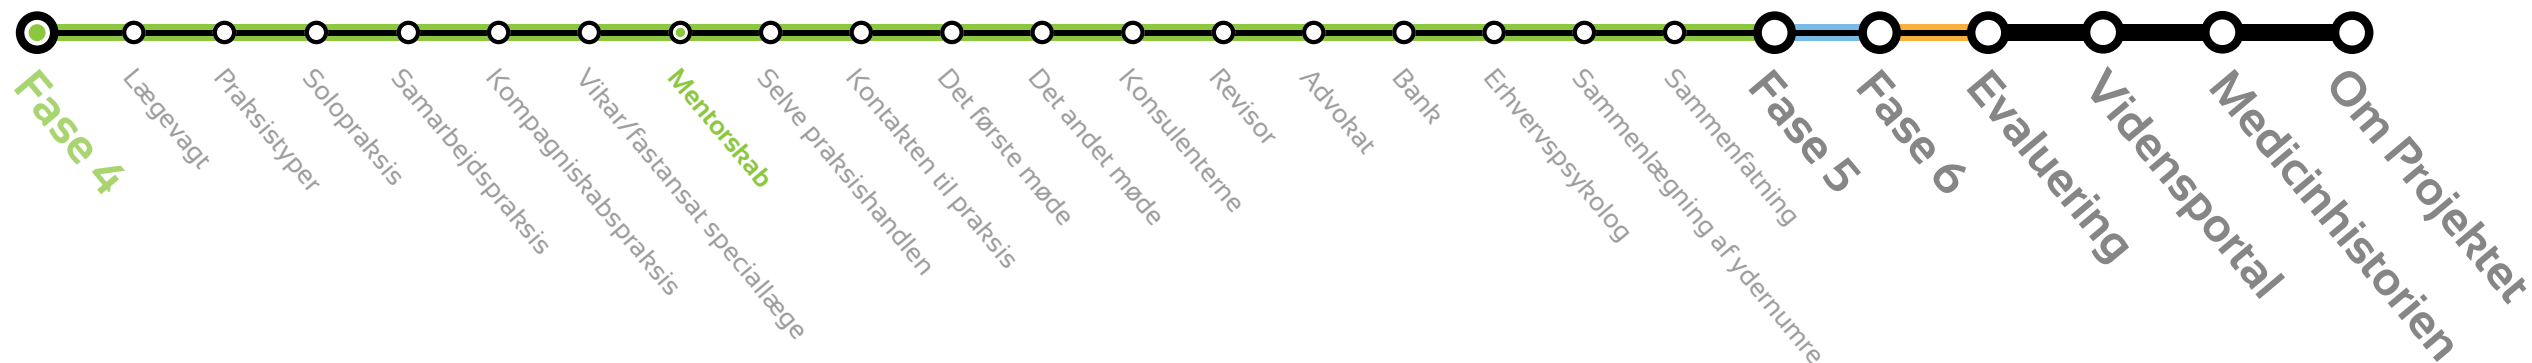 Fase 4
Lægevagt
Praksistyper
Solopraksis
Samarbejdspraksis
Kompagniskabspraksis
Vikar/fastansat speciallæge
Mentorskab
Selve praksishandlen
Kontakten til praksis
Det første møde
Det andet møde
Konsulenterne
Revisor
Advokat
Bank
Erhvervspsykolog
Sammenlægning af ydernumre
Sammenfatning
Fase 5
Fase 6
Evaluering
Vidensportal
Medicinhistorien
Om Projektet